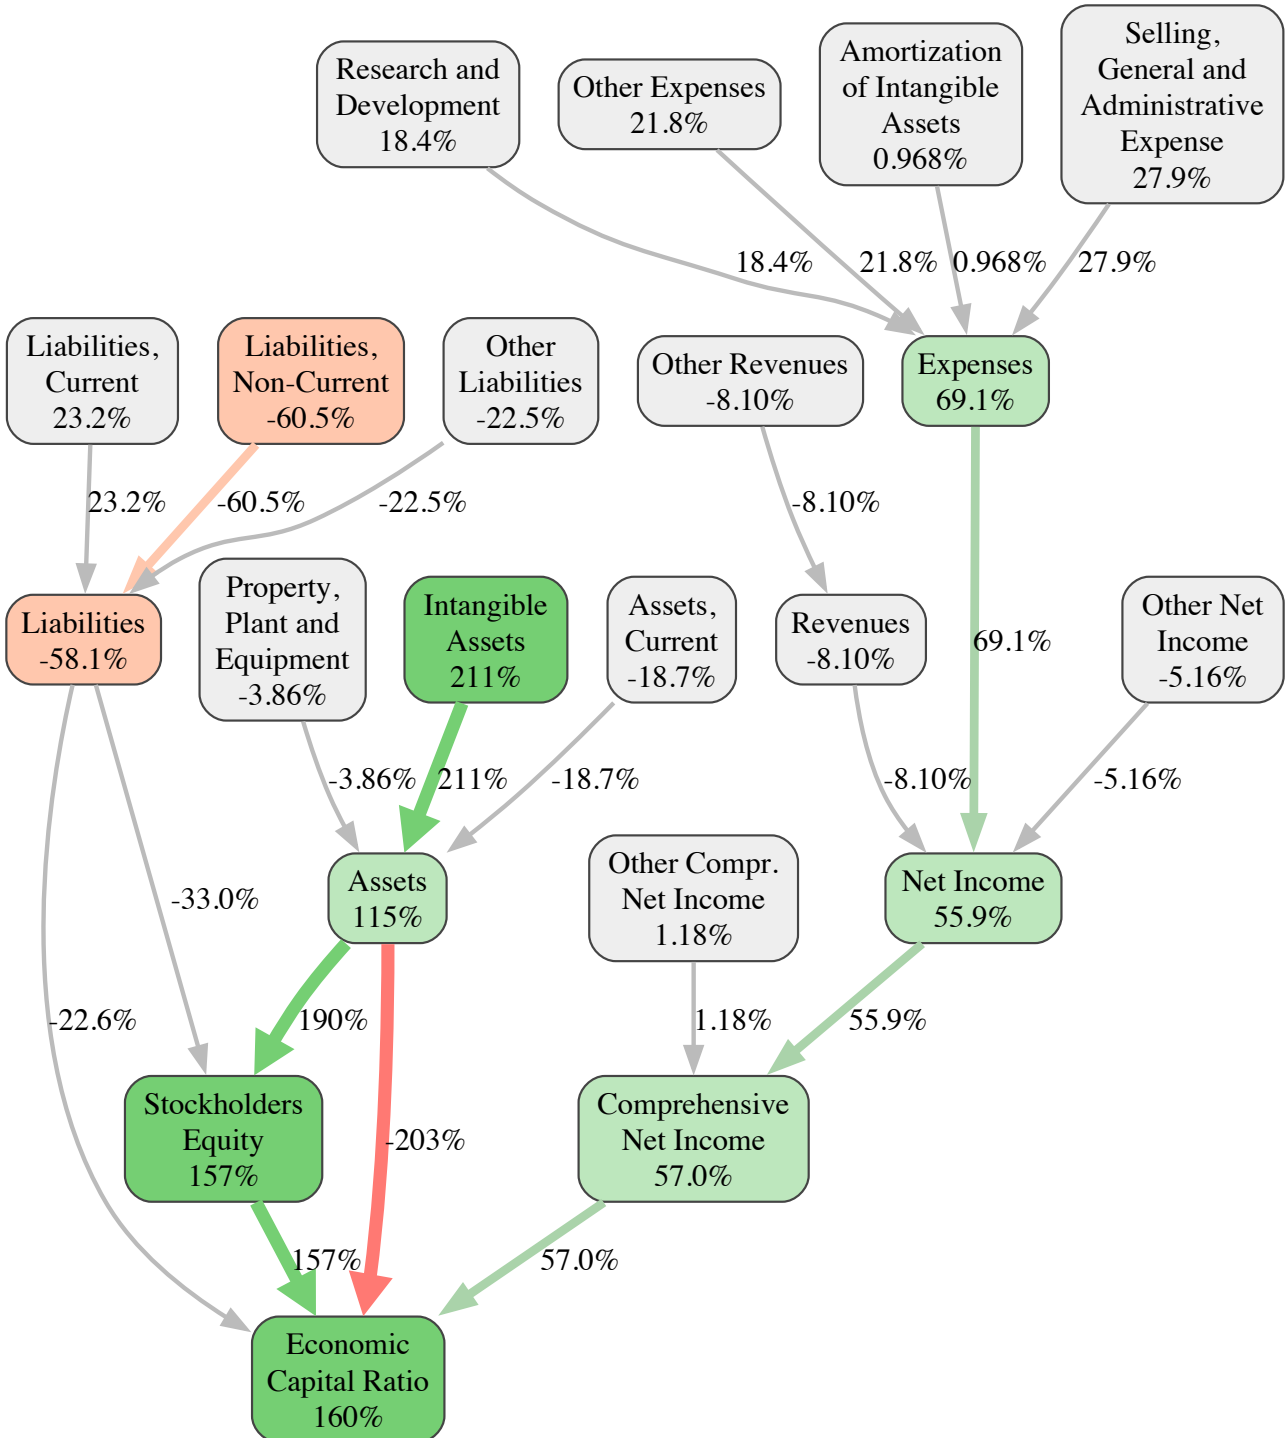 Research and
Development
18.4%
Other Expenses
21.8%
Amortization
of Intangible
Assets
0.968%
Selling,
General and
Administrative
Expense
27.9%
18.4%
21.8%
0.968%
27.9%
Liabilities,
Current
23.2%
Liabilities,
Non-Current
-60.5%
Other
Liabilities
-22.5%
Other Revenues
-8.10%
Expenses
69.1%
23.2%
-60.5%
-22.5%
-8.10%
69.1%
Liabilities
-58.1%
Property,
Plant and
Equipment
-3.86%
Intangible
Assets
211%
Assets,
Current
-18.7%
Revenues
-8.10%
Other Net
Income
-5.16%
-3.86%
211%
-18.7%
-8.10%
-5.16%
-33.0%
Assets
115%
Other Compr.
Net Income
1.18%
Net Income
55.9%
-22.6%
190%
1.18%
55.9%
Stockholders
Equity
157%
-203%
Comprehensive
Net Income
57.0%
157%
57.0%
Economic
Capital Ratio
160%